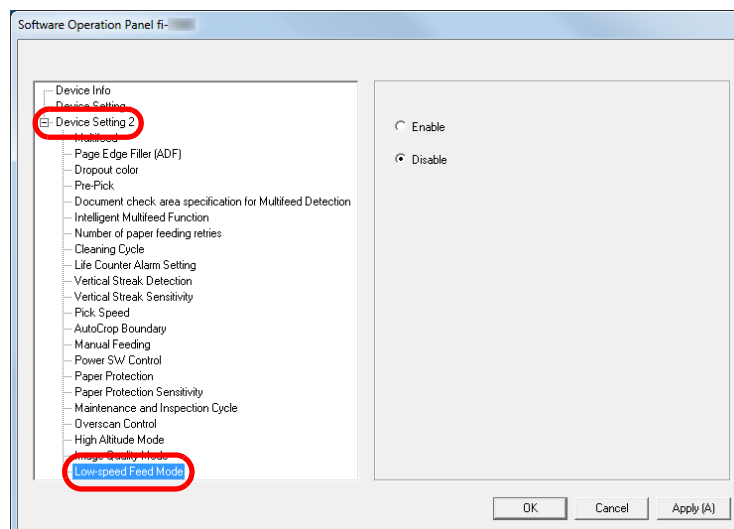 Software Operation Panel fi-
Device Info
Device Setting
Device Setting 2
Multifeed
Page Edge Filler (ADF)
Dropout color
Pre-Pick
Document check area specification for Multifeed Detection
Intelligent Multifeed Function
Number of paper feeding retries
Cleaning Cycle
Life Counter Alarm Setting
Vertical Streak Detection
Vertical Streak Sensitivity
Pick Speed
AutoCrop Boundary
Manual Feeding
Power SW Control
Paper Protection
Paper Protection Sensitivity
Maintenance and Inspection Cycle
Overscan Control
High Altitude Mode
Image Quality Mode
Low-speed Feed Mode
Enable
Disable
OK
Cancel
Apply (A)